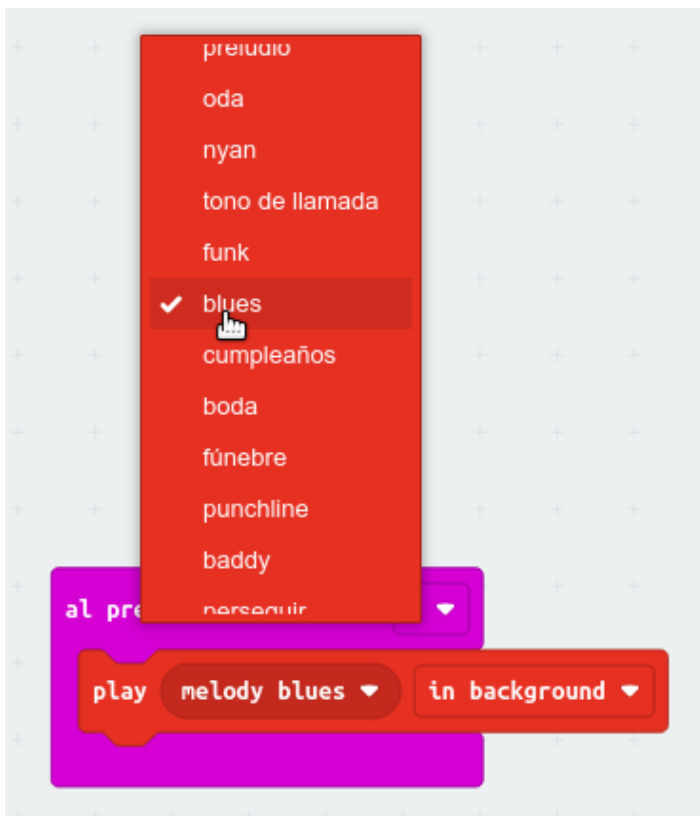 preludio
oda
nyan
tono de llamada
funk
blues
cumpleaños
boda
fúnebre
punchline
baddy
perseguir
al pre
play melody blues in background